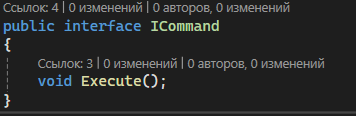 Ссылок: 4 | 0 изменений | 0 авторов, 0 изменений
public interface ICommand
{
Ссылок: 3 | 0 изменений | 0 авторов, 0 изменений
void Execute();
}